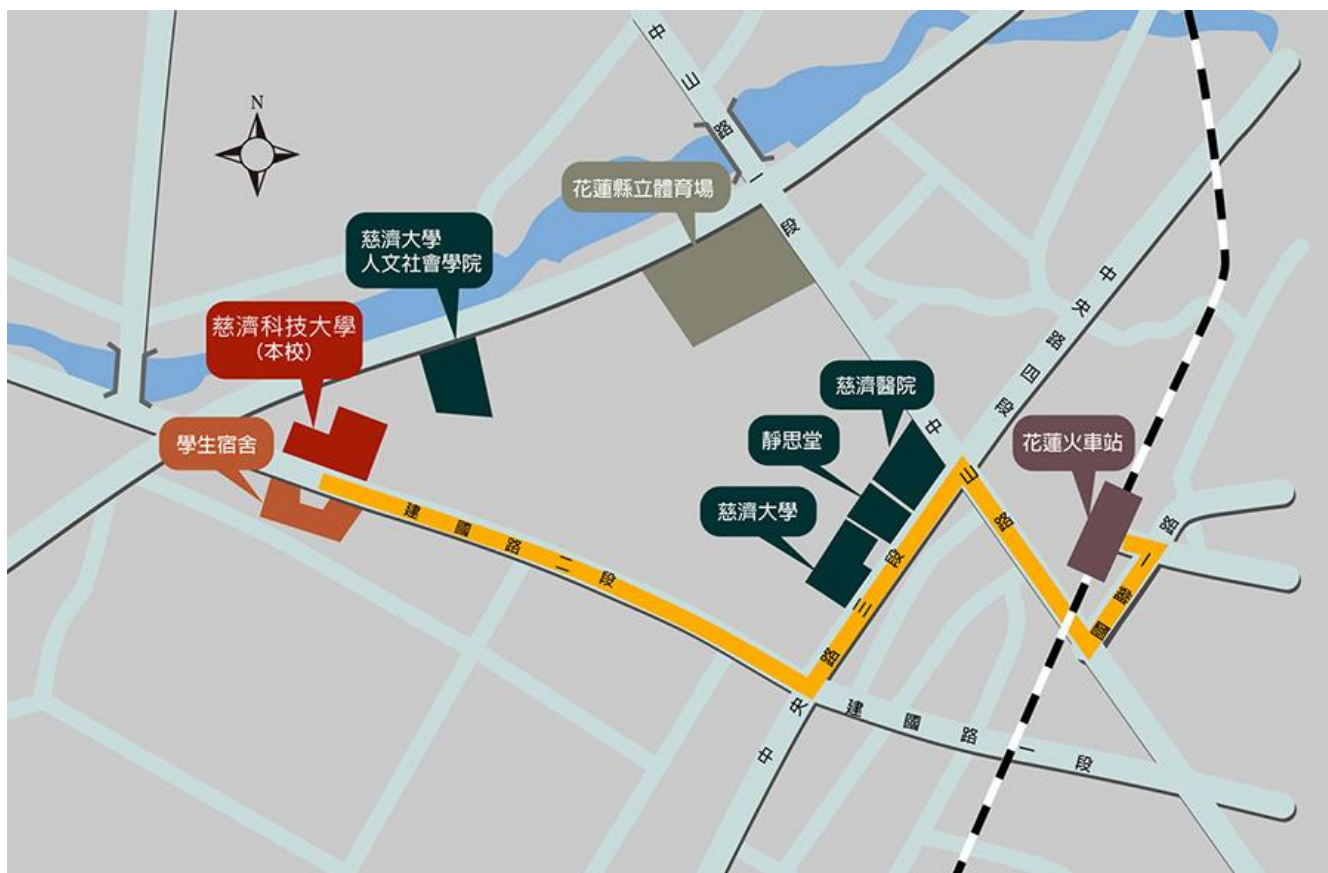 N
中山路一段
花蓮縣立體育場
慈濟大學
人文社會學院
慈濟科技大學
(本校)
學生宿舍
慈濟醫院
靜思堂
慈濟大學
花蓮火車站
中央路四段
中山路
國聯一路
建國路二段
中央路三段
建國路一段